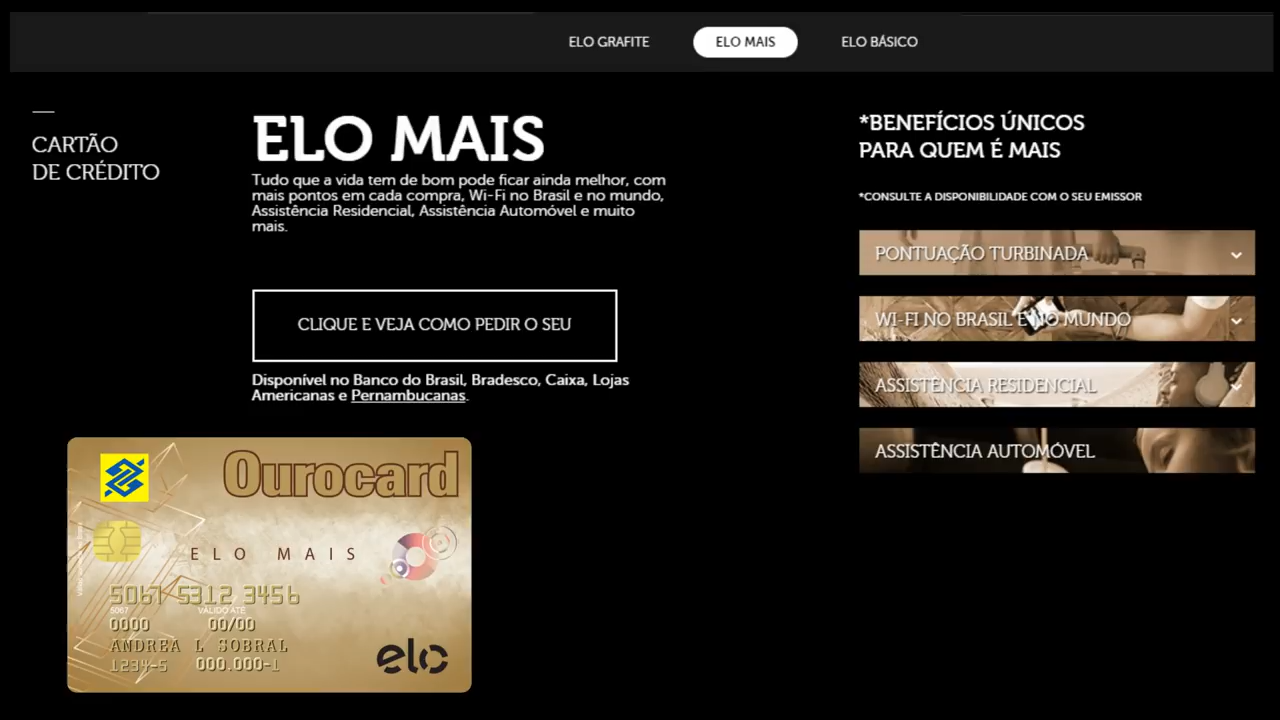 ELO GRAFITE
ELO MAIS
ELO BÁSICO
CARTÃO
DE CRÉDITO
ELO MAIS
Tudo que a vida tem de bom pode ficar ainda melhor, com
mais pontos em cada compra, Wi-Fi no Brasil e no mundo,
Assistência Residencial, Assistência Automóvel e muito
mais.
CLIQUE E VEJA COMO PEDIR O SEU
Disponível no Banco do Brasil, Bradesco, Caixa, Lojas
Americanas e Pernambucanas.
*BENEFÍCIOS ÚNICOS
PARA QUEM É MAIS
*CONSULTE A DISPONIBILIDADE COM O SEU EMISSOR
PONTUAÇÃO TURBINADA
WI-FI NO BRASIL E NO MUNDO
ASSISTÊNCIA RESIDENCIAL
ASSISTÊNCIA AUTOMÓVEL
Ourocard
ELO MAIS
5067 5312 3456
5067 VÁLIDO ATÉ
0000 00/00
ANDREA L SOBRAL
1234-5 000.000-1
elo